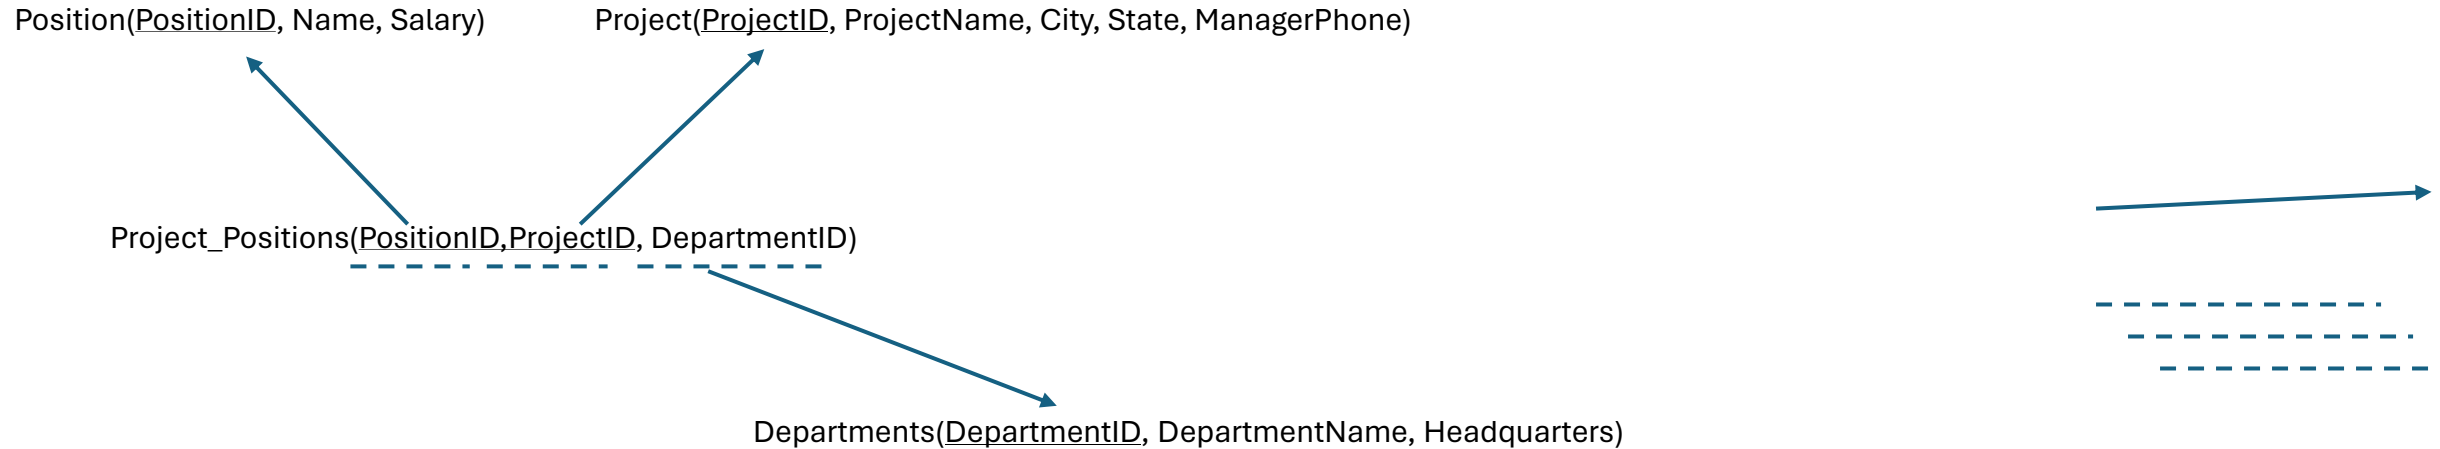 Position(PositionID, Name, Salary)
Project(ProjectID, ProjectName, City, State, ManagerPhone)
Project_Positions(PositionID,ProjectID, DepartmentID)
Departments(DepartmentID, DepartmentName, Headquarters)